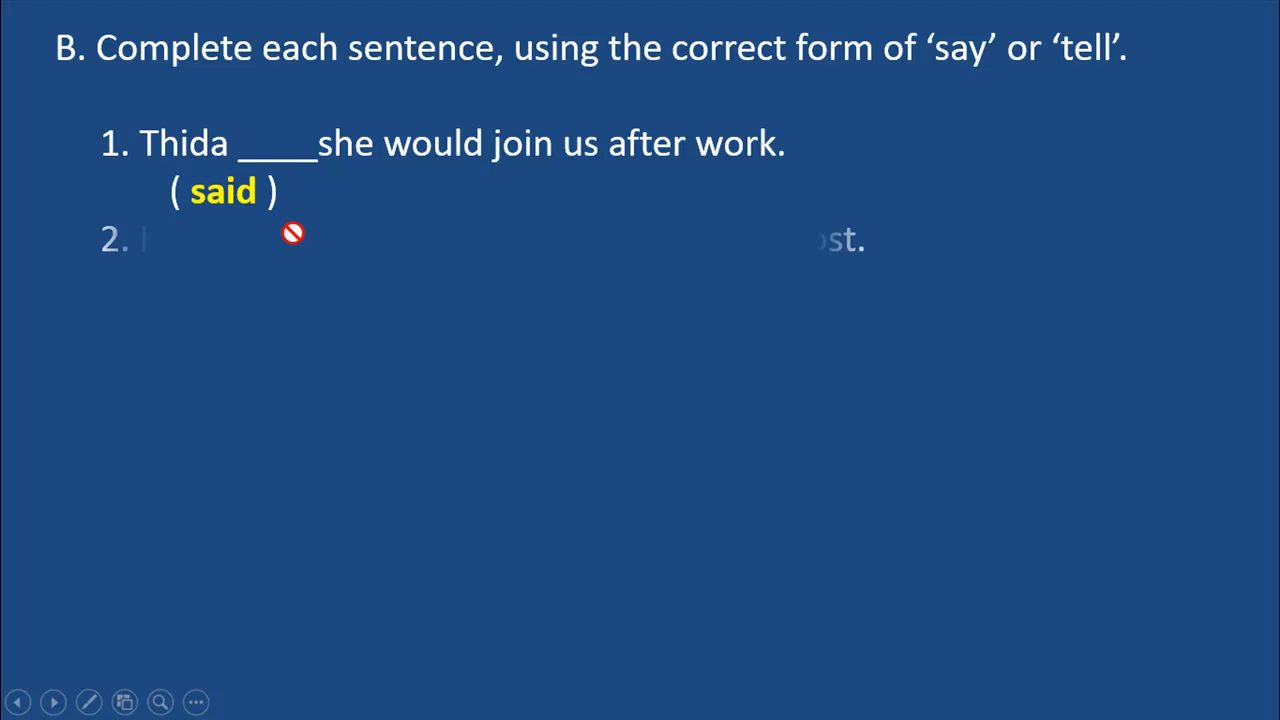 B. Complete each sentence, using the correct form of ‘say’ or ‘tell’.
1. Thida ____she would join us after work.
( said )
2.